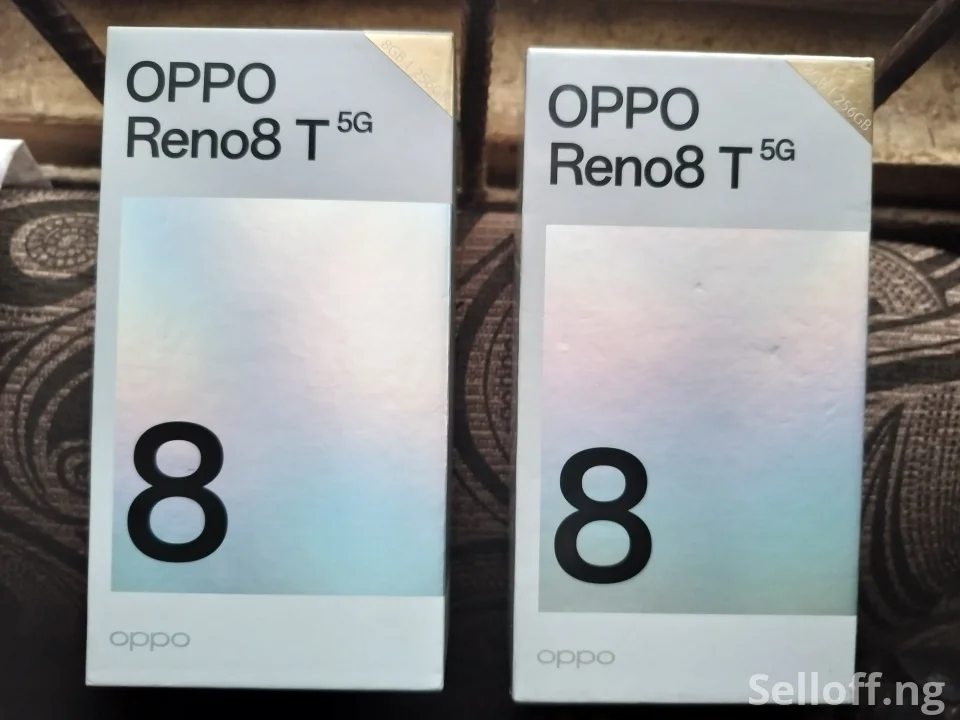 OPPO
Reno8 T 5G
8GB | 256GB
8
oppo
OPPO
Reno8 T 5G
256GB
8
oppo
Selloff.ng